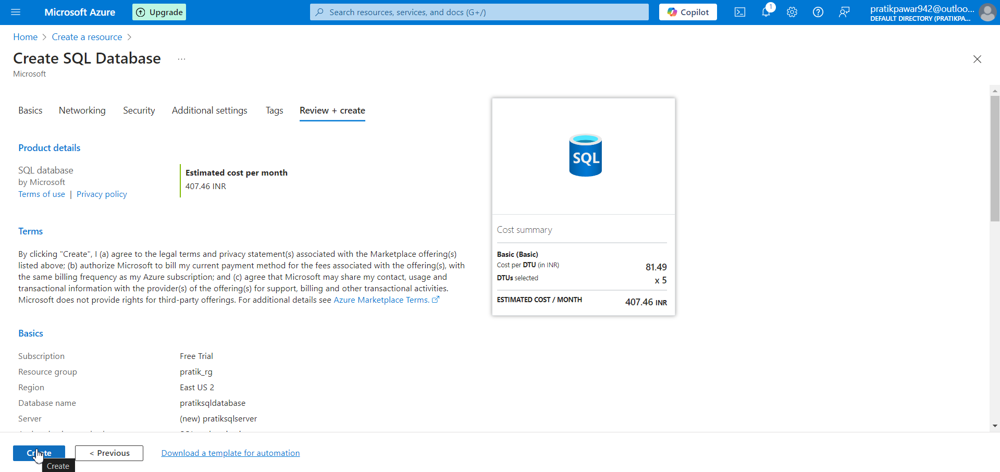 Microsoft Azure
Upgrade
Search resources, services, and docs (G+/)
Copilot
1
pratikpawar942@outloo...
DEFAULT DIRECTORY (PRATIKPA...
Home > Create a resource >
Create SQL Database ...
Microsoft
Basics Networking Security Additional settings Tags Review + create
Product details
SQL database
by Microsoft
Terms of use | Privacy policy
Estimated cost per month
407.46 INR
Terms
By clicking "Create", I (a) agree to the legal terms and privacy statement(s) associated with the Marketplace offering(s)
listed above; (b) authorize Microsoft to bill my current payment method for the fees associated with the offering(s), with
the same billing frequency as my Azure subscription; and (c) agree that Microsoft may share my contact, usage and
transactional information with the provider(s) of the offering(s) for support, billing and other transactional activities.
Microsoft does not provide rights for third-party offerings. For additional details see Azure Marketplace Terms.
Basics
Subscription Free Trial
Resource group pratik_rg
Region East US 2
Database name pratiksqldatabase
Server (new) pratiksqlserver
SQL
Cost summary
Basic (Basic)
Cost per DTU (in INR) 81.49
DTUs selected x 5
ESTIMATED COST / MONTH 407.46 INR
Create
< Previous
Download a template for automation
Create